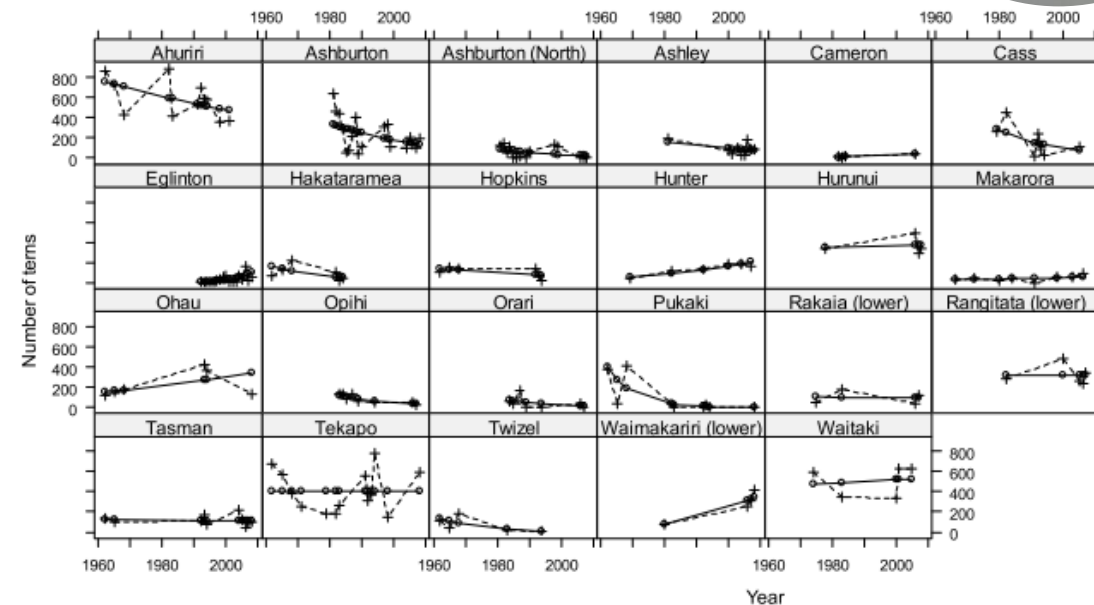 1960 2000 1960 2000 1960 2000
1980 1980 1980
Ahuriri Ashburton Ashburton (North) Ashley Cameron Cass
800
600
400
200
0
Eglinton Hakataramea Hopkins Hunter Hurunui Makarora
Number of terns
Ohau Opihi Orari Pukaki Rakaia (lower) Rangitata (lower)
800
600
400
200
0
Tasman Tekapo Twizel Waimakariri (lower) Waitaki
800
600
400
200
0
1960 1980 2000 1960 1980 2000 1960 1980 2000
Year